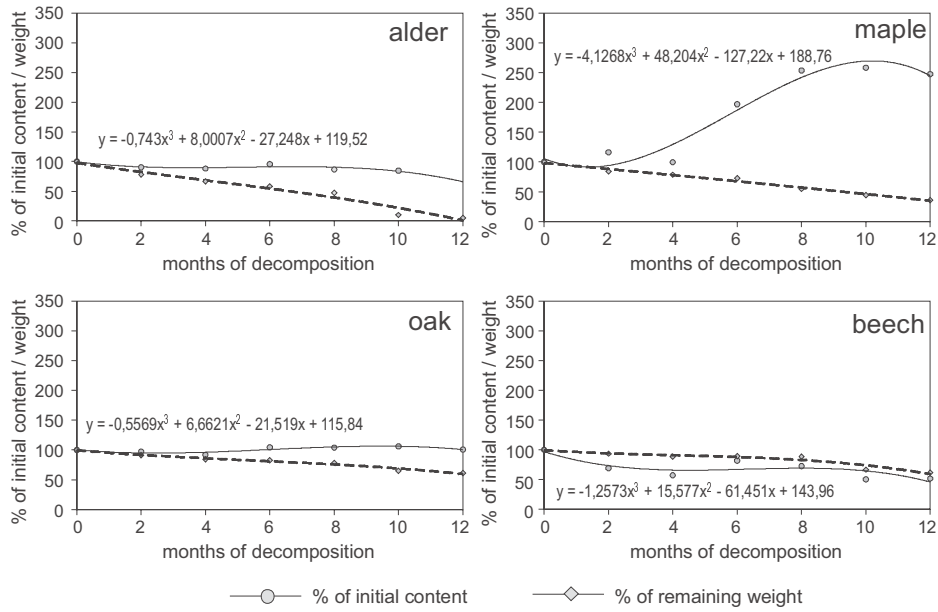 alder
% of initial content / weight
350
300
250
200
150
100
50
0
y = -0,743x³ + 8,0007x² - 27,248x + 119,52
0 2 4 6 8 10 12
months of decomposition
maple
% of initial content / weight
350
300
250
200
150
100
50
0
y = -4,1268x³ + 48,204x² - 127,22x + 188,76
0 2 4 6 8 10 12
months of decomposition
oak
% of initial content / weight
350
300
250
200
150
100
50
0
y = -0,5569x³ + 6,6621x² - 21,519x + 115,84
0 2 4 6 8 10 12
months of decomposition
beech
% of initial content / weight
350
300
250
200
150
100
50
0
y = -1,2573x³ + 15,577x² - 61,451x + 143,96
0 2 4 6 8 10 12
months of decomposition
% of initial content
% of remaining weight